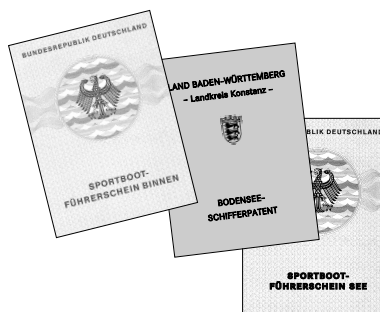 BUNDESREPUBLIK DEUTSCHLAND
SPORTBOOT-
FÜHRERSCHEIN BINNEN
LAND BADEN-WÜRTTEMBERG
– Landkreis Konstanz –
BODENSEE-
SCHIFFERPATENT
BLIK DEUTSCHLAND
SPORTBOOT-
FÜHRERSCHEIN SEE